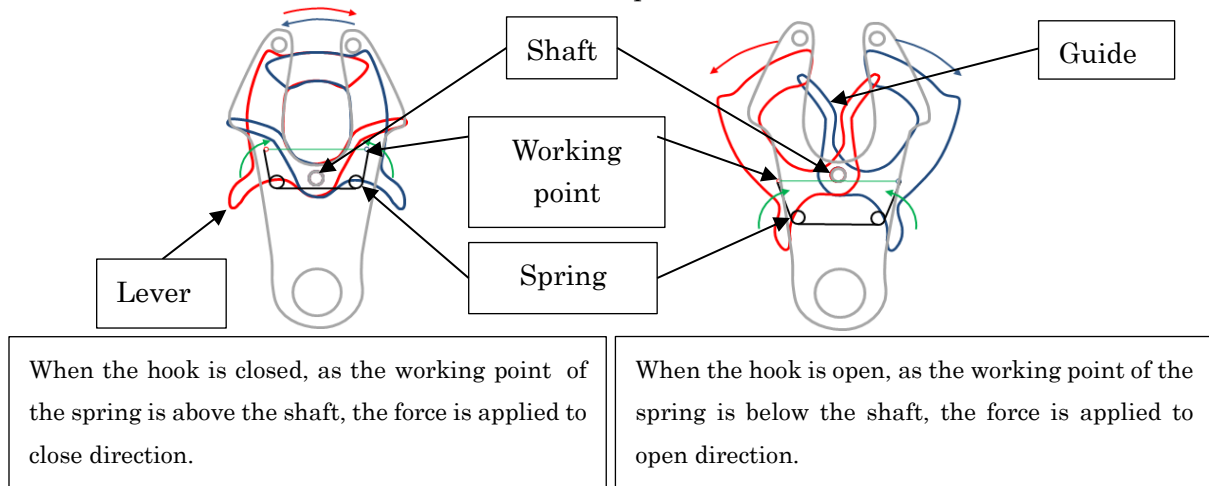 Shaft
Guide
Working
point
Spring
Lever
When the hook is closed, as the working point of
the spring is above the shaft, the force is applied to
close direction.
When the hook is open, as the working point of the
spring is below the shaft, the force is applied to
open direction.